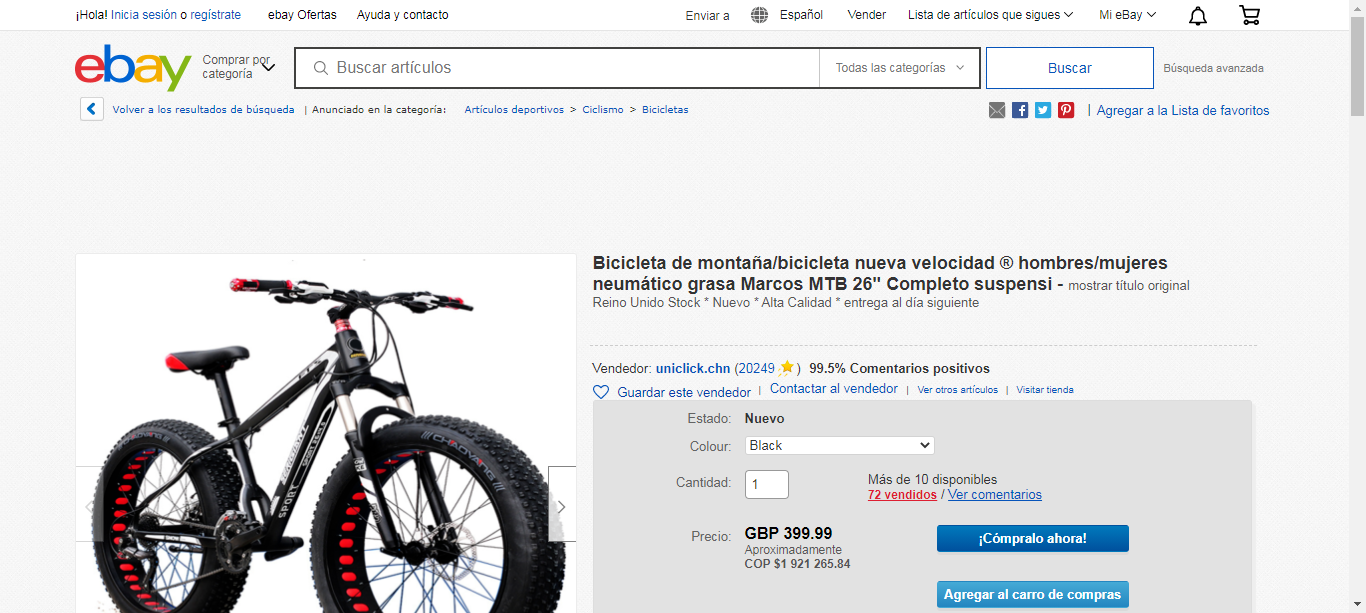 ¡Hola! Inicia sesión o regístrate ebay Ofertas Ayuda y contacto Enviar a Español Vender Lista de artículos que sigues Mi eBay
ebay
Comprar por
categoría
Buscar artículos
Todas las categorías
Buscar
Búsqueda avanzada
Volver a los resultados de búsqueda | Anunciado en la categoría: Artículos deportivos > Ciclismo > Bicicletas
| Agregar a la Lista de favoritos
Bicicleta de montaña/bicicleta nueva velocidad ® hombres/mujeres
neumático grasa Marcos MTB 26" Completo suspensi - mostrar título original
Reino Unido Stock * Nuevo * Alta Calidad * entrega al día siguiente
Vendedor: uniclick.chn (20249 ) 99.5% Comentarios positivos
Guardar este vendedor | Contactar al vendedor | Ver otros artículos | Visitar tienda
Estado: Nuevo
Colour: Black
Cantidad: 1
Más de 10 disponibles
72 vendidos / Ver comentarios
Precio: GBP 399.99
Aproximadamente
COP $1 921 265.84
¡Cómpralo ahora!
Agregar al carro de compras
CHAOYANG
CHAOYANG
SPORT